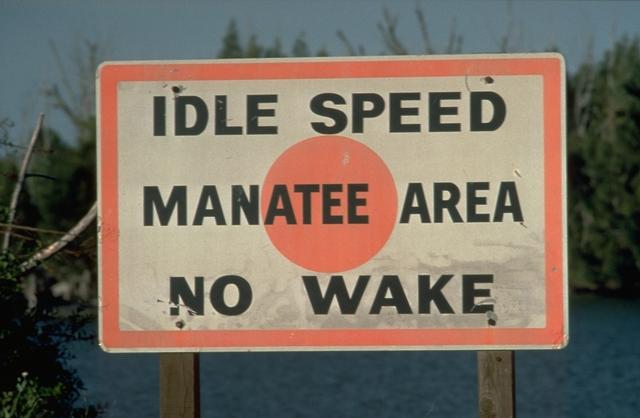 IDLE SPEED
MANATEE AREA
NO WAKE